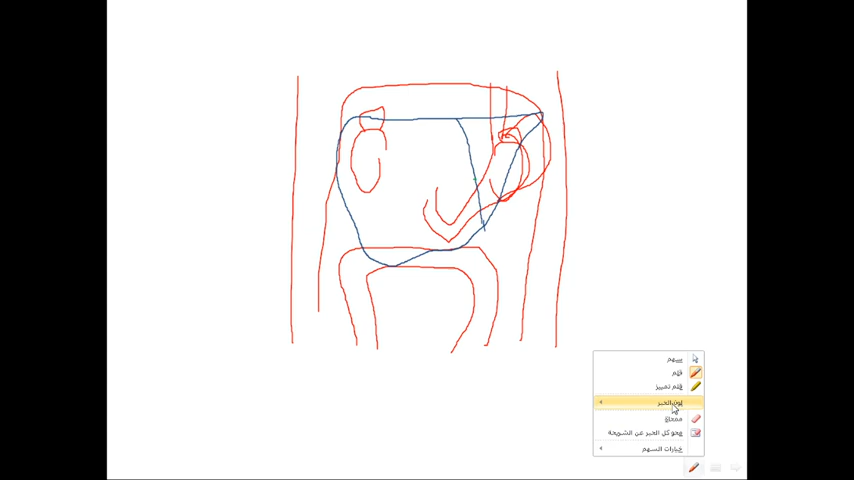 سهم
قلم
قلم تمييز
لون الحبر
ممحاة
محو كل الحبر عن الشريحة
خيارات السهم